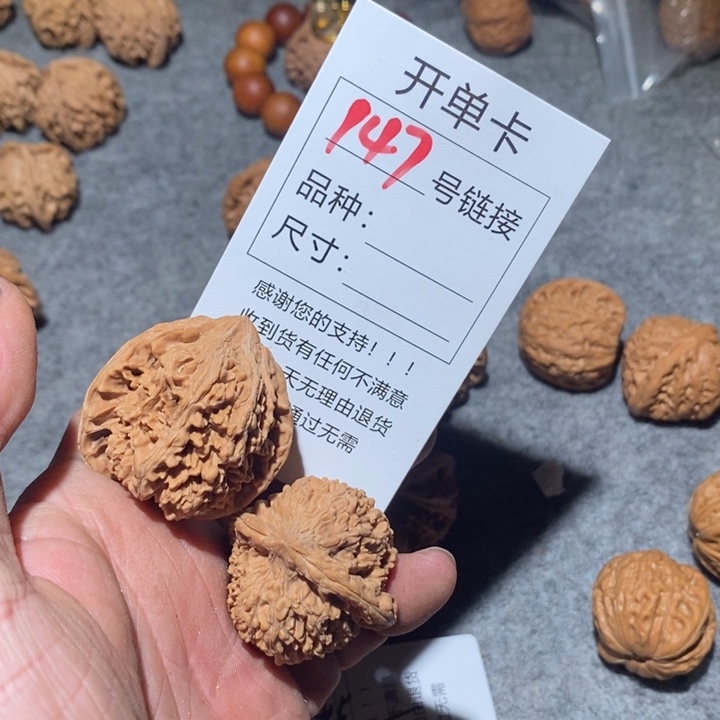 开单卡
147 号链接
品种：
尺寸：
感谢您的支持！！！
收到货有任何不满意
天无理由退货
通过无需